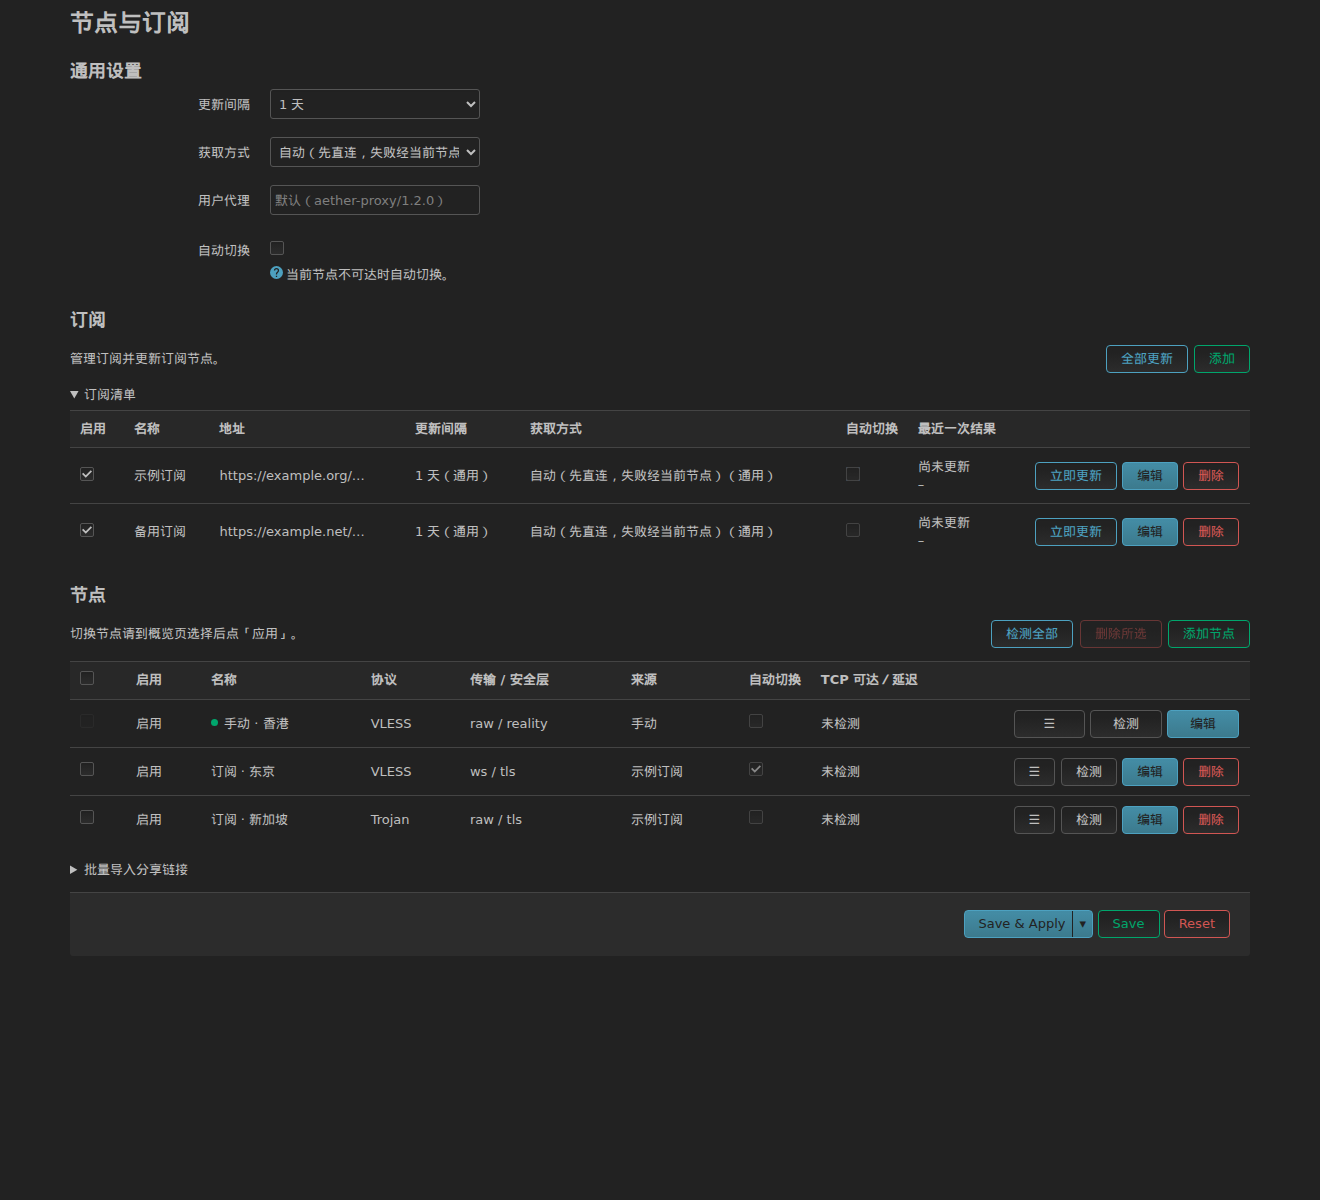 节点与订阅
通用设置
更新间隔 1 天
获取方式 自动（先直连，失败经当前节点
用户代理 默认（aether-proxy/1.2.0）
自动切换
当前节点不可达时自动切换。
订阅
管理订阅并更新订阅节点。 全部更新 添加
▼ 订阅清单
启用 名称 地址 更新间隔 获取方式 自动切换 最近一次结果
示例订阅 https://example.org/... 1 天（通用） 自动（先直连，失败经当前节点）（通用） 尚未更新 立即更新 编辑 删除
–
备用订阅 https://example.net/... 1 天（通用） 自动（先直连，失败经当前节点）（通用） 尚未更新 立即更新 编辑 删除
–
节点
切换节点请到概览页选择后点「应用」。 检测全部 删除所选 添加节点
启用 名称 协议 传输 / 安全层 来源 自动切换 TCP 可达 / 延迟
启用 手动 · 香港 VLESS raw / reality 手动 未检测 ☰ 检测 编辑
启用 订阅 · 东京 VLESS ws / tls 示例订阅 未检测 ☰ 检测 编辑 删除
启用 订阅 · 新加坡 Trojan raw / tls 示例订阅 未检测 ☰ 检测 编辑 删除
▶ 批量导入分享链接
Save & Apply ▾ Save Reset